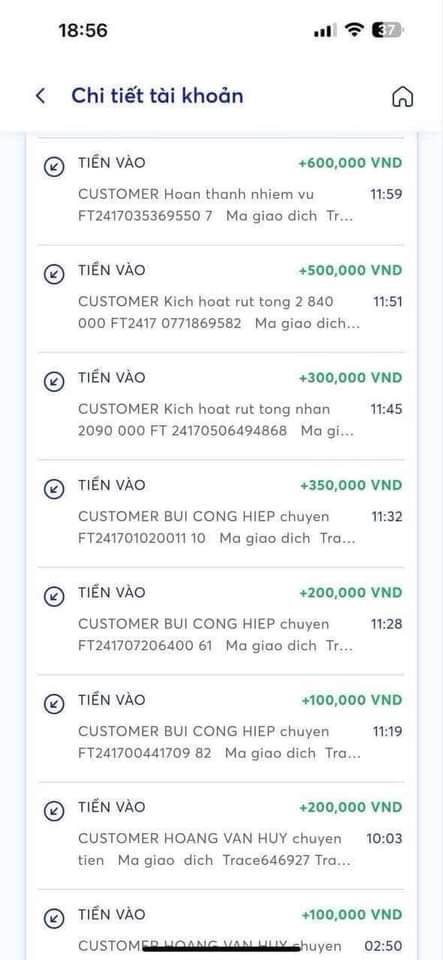 18:56
37
Chi tiết tài khoản
TIỀN VÀO +600,000 VND
CUSTOMER Hoan thanh nhiem vu 11:59
FT2417035369550 7 Ma giao dich Tr...
TIỀN VÀO +500,000 VND
CUSTOMER Kich hoat rut tong 2 840 11:51
000 FT2417 0771869582 Ma giao dich...
TIỀN VÀO +300,000 VND
CUSTOMER Kich hoat rut tong nhan 11:45
2090 000 FT 24170506494868 Ma gi...
TIỀN VÀO +350,000 VND
CUSTOMER BUI CONG HIEP chuyen 11:32
FT241701020011 10 Ma giao dich Tra...
TIỀN VÀO +200,000 VND
CUSTOMER BUI CONG HIEP chuyen 11:28
FT241707206400 61 Ma giao dich Tr...
TIỀN VÀO +100,000 VND
CUSTOMER BUI CONG HIEP chuyen 11:19
FT241700441709 82 Ma giao dich Tra...
TIỀN VÀO +200,000 VND
CUSTOMER HOANG VAN HUY chuyen 10:03
tien Ma giao dich Trace646927 Tra...
TIỀN VÀO +100,000 VND
CUSTOMER HOANG VAN HUY chuyen 02:50